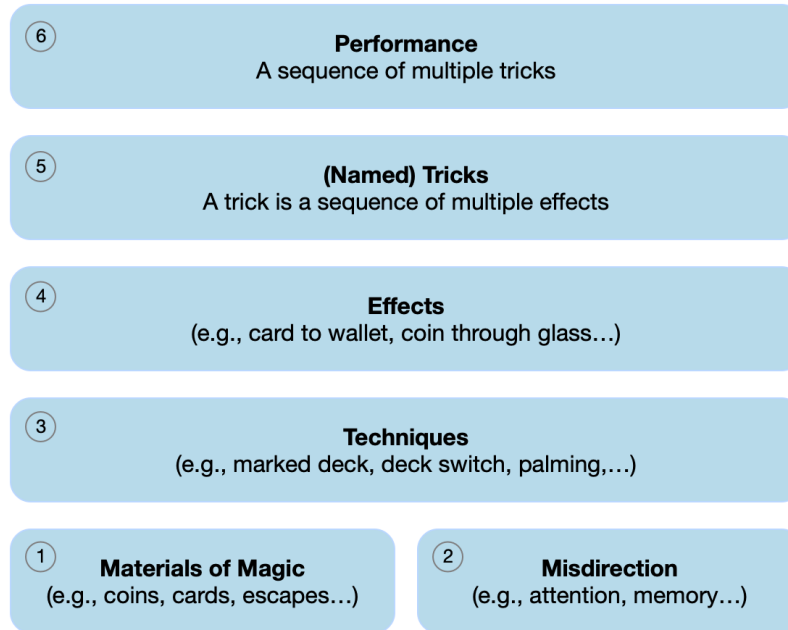 6
Performance
A sequence of multiple tricks
5
(Named) Tricks
A trick is a sequence of multiple effects
4
Effects
(e.g., card to wallet, coin through glass…)
3
Techniques
(e.g., marked deck, deck switch, palming,…)
1
Materials of Magic
(e.g., coins, cards, escapes…)
2
Misdirection
(e.g., attention, memory…)